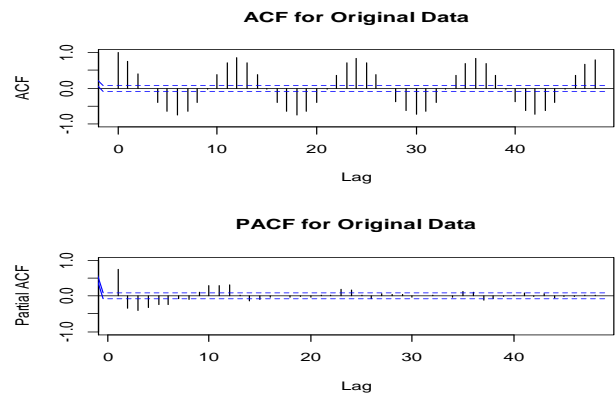 ACF for Original Data
ACF
1.0
0.0
-1.0
0 10 20 30 40
Lag
PACF for Original Data
Partial ACF
1.0
0.0
-1.0
0 10 20 30 40
Lag